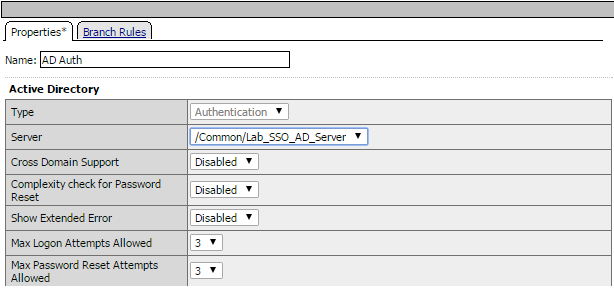 Properties* Branch Rules
Name: AD Auth
Active Directory
Type Authentication
Server /Common/Lab_SSO_AD_Server
Cross Domain Support Disabled
Complexity check for Password
Reset Disabled
Show Extended Error Disabled
Max Logon Attempts Allowed 3
Max Password Reset Attempts
Allowed 3